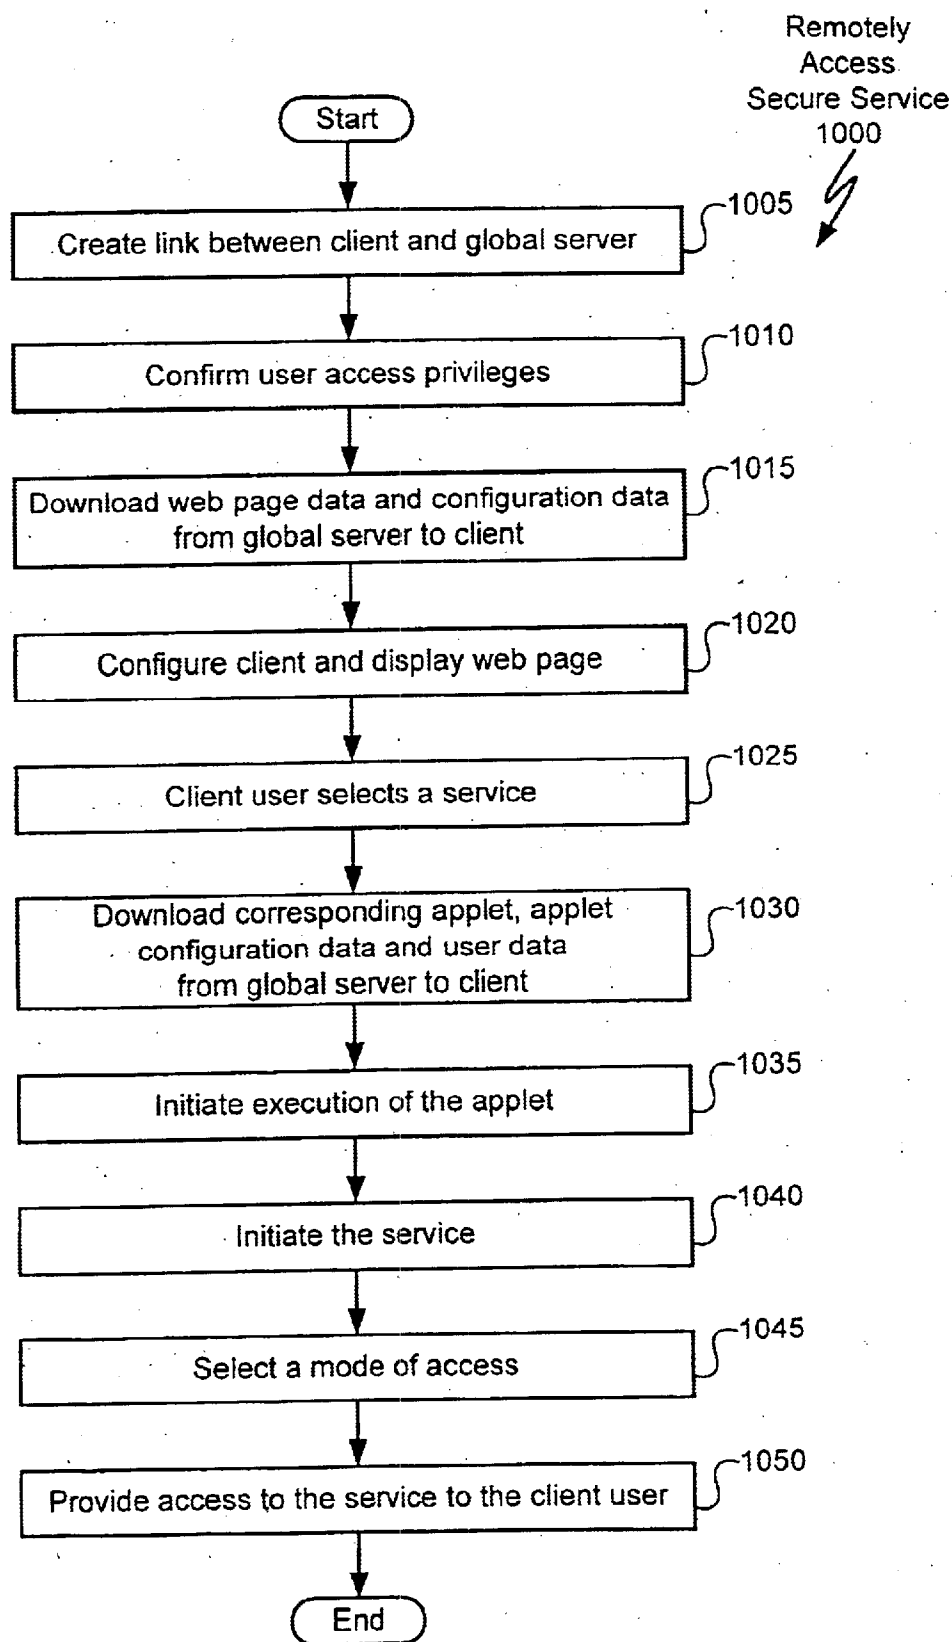 Remotely
Access
Secure Service
1000
Start
Create link between client and global server
1005
Confirm user access privileges
1010
Download web page data and configuration data
from global server to client
1015
Configure client and display web page
1020
Client user selects a service
1025
Download corresponding applet, applet
configuration data and user data
from global server to client
1030
Initiate execution of the applet
1035
Initiate the service
1040
Select a mode of access
1045
Provide access to the service to the client user
1050
End